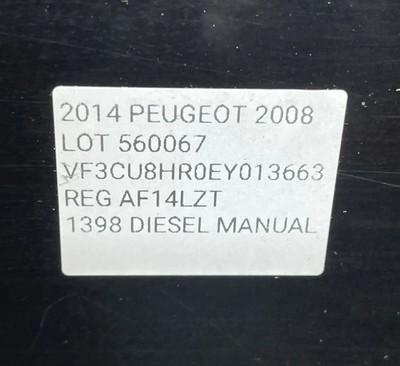 2014 PEUGEOT 2008
LOT 560067
VF3CU8HR0EY013663
REG AF14LZT
1398 DIESEL MANUAL